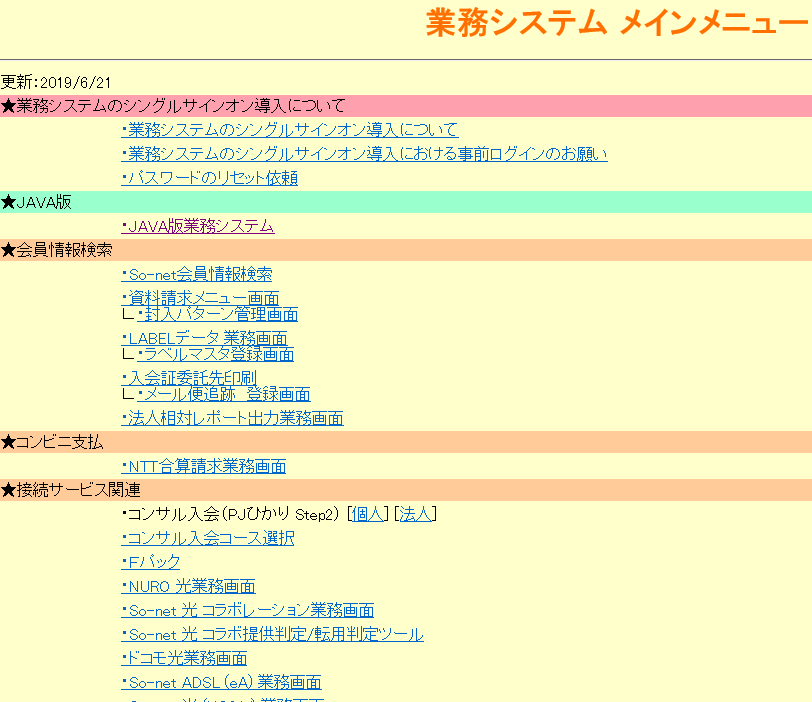 業務システム メインメニュー
更新：2019/6/21
★業務システムのシングルサインオン導入について
・業務システムのシングルサインオン導入について
・業務システムのシングルサインオン導入における事前ログインのお願い
・パスワードのリセット依頼
★JAVA版
・JAVA版業務システム
★会員情報検索
・So-net会員情報検索
・資料請求メニュー画面
∟・封入パターン管理画面
・LABELデータ 業務画面
∟・ラベルマスタ登録画面
・入会証委託先印刷
∟・メール便追跡　登録画面
・法人相対レポート出力業務画面
★コンビニ支払
・NTT合算請求業務画面
★接続サービス関連
・コンサル入会（PJひかり Step2） [個人] [法人]
・コンサル入会コース選択
・Fパック
・NURO 光業務画面
・So-net 光 コラボレーション業務画面
・So-net 光 コラボ提供判定/転用判定ツール
・ドコモ光業務画面
・So-net ADSL（eA）業務画面